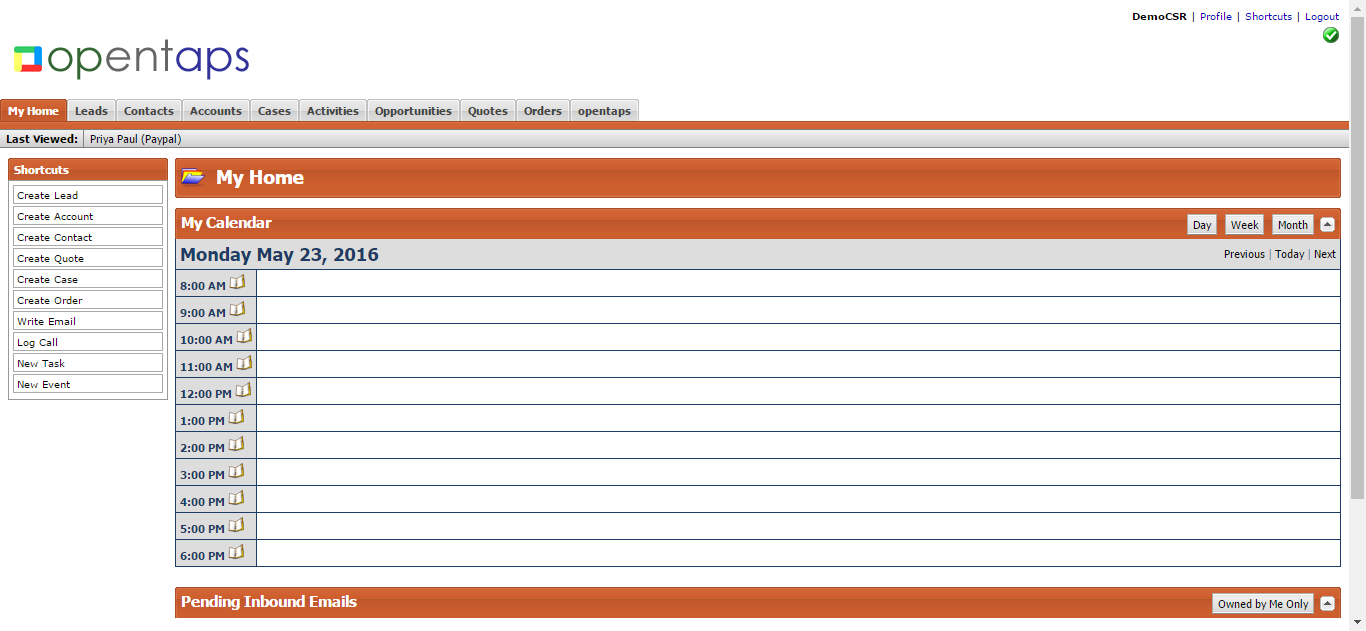 DemoCSR | Profile | Shortcuts | Logout
opentaps
My Home Leads Contacts Accounts Cases Activities Opportunities Quotes Orders opentaps
Last Viewed: Priya Paul (Paypal)
Shortcuts
Create Lead
Create Account
Create Contact
Create Quote
Create Case
Create Order
Write Email
Log Call
New Task
New Event
My Home
My Calendar Day Week Month
Monday May 23, 2016 Previous | Today | Next
8:00 AM
9:00 AM
10:00 AM
11:00 AM
12:00 PM
1:00 PM
2:00 PM
3:00 PM
4:00 PM
5:00 PM
6:00 PM
Pending Inbound Emails Owned by Me Only